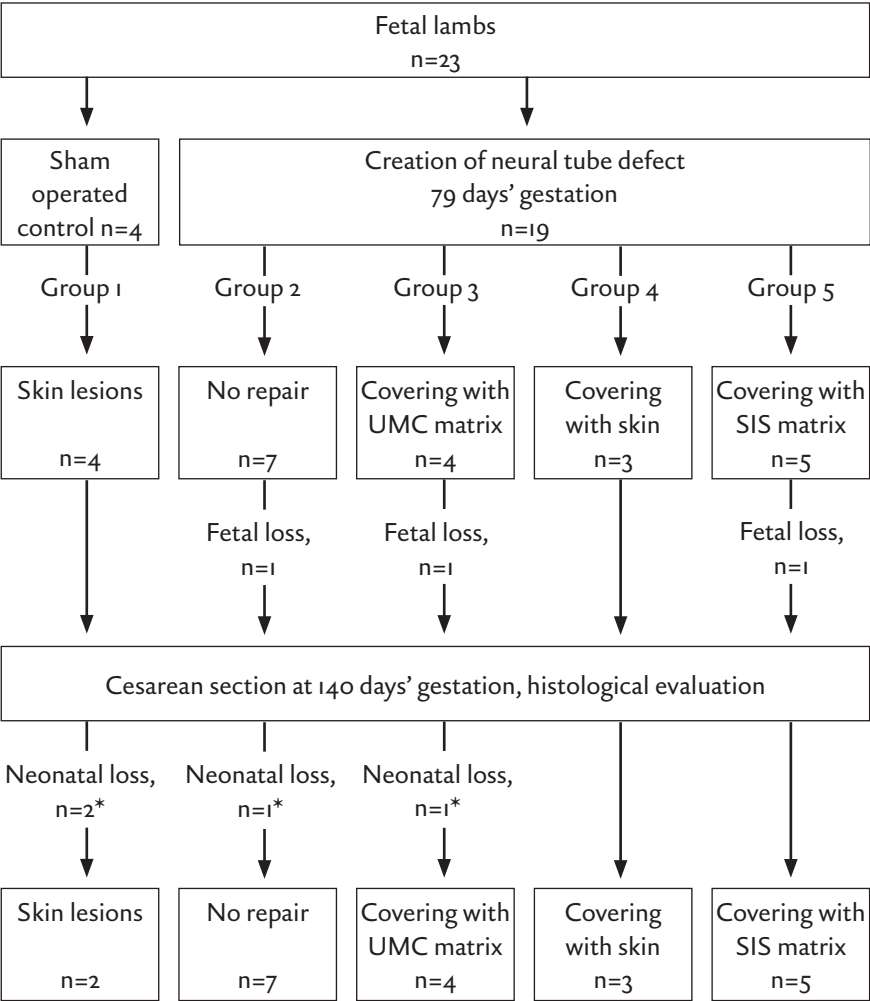 Fetal lambs
n=23
Sham
operated
control n=4
Creation of neural tube defect
79 days’ gestation
n=19
Group 1
Group 2
Group 3
Group 4
Group 5
Skin lesions
n=4
No repair
n=7
Covering with
UMC matrix
n=4
Covering
with skin
n=3
Covering with
SIS matrix
n=5
Fetal loss,
n=1
Fetal loss,
n=1
Fetal loss,
n=1
Cesarean section at 140 days’ gestation, histological evaluation
Neonatal loss,
n=2*
Neonatal loss,
n=1*
Neonatal loss,
n=1*
Skin lesions
n=2
No repair
n=7
Covering with
UMC matrix
n=4
Covering
with skin
n=3
Covering with
SIS matrix
n=5